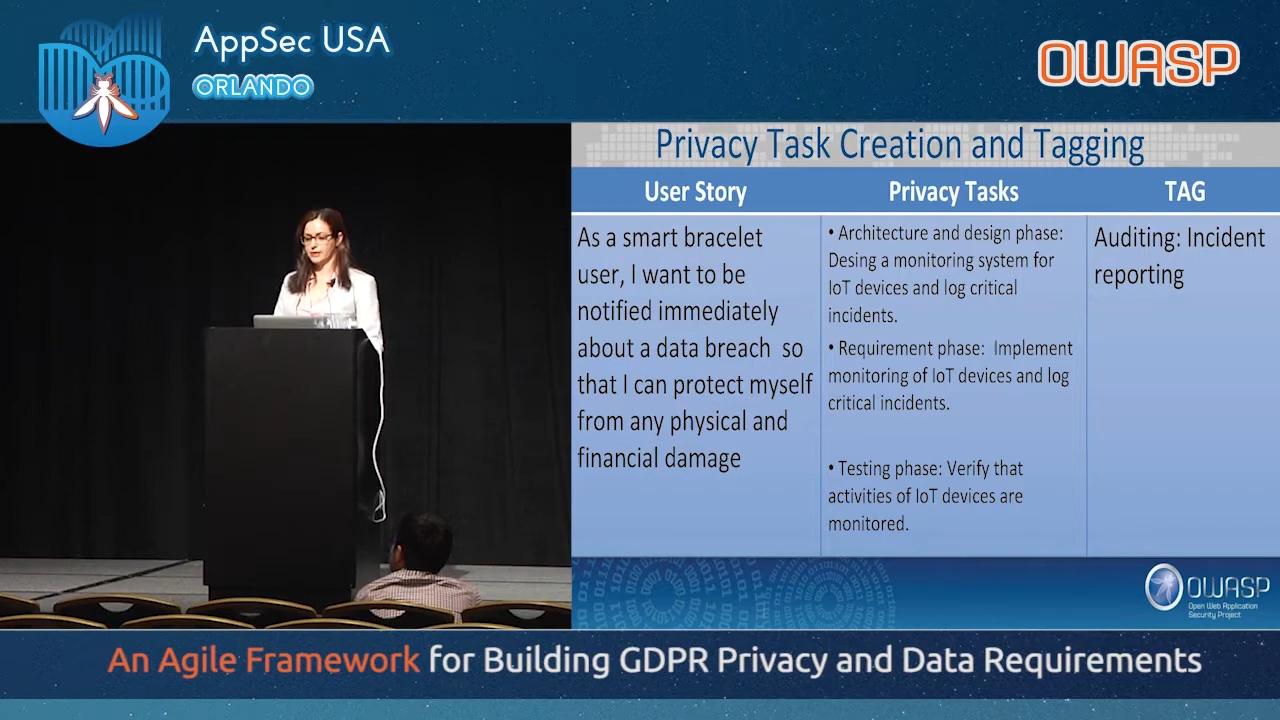 AppSec USA
ORLANDO
OWASP
Privacy Task Creation and Tagging
User Story
Privacy Tasks
TAG
As a smart bracelet
user, I want to be
notified immediately
about a data breach so
that I can protect myself
from any physical and
financial damage
• Architecture and design phase:
Desing a monitoring system for
IoT devices and log critical
incidents.
• Requirement phase: Implement
monitoring of IoT devices and log
critical incidents.
• Testing phase: Verify that
activities of IoT devices are
monitored.
Auditing: Incident
reporting
OWASP
Open Web Application
Security Project
An Agile Framework for Building GDPR Privacy and Data Requirements